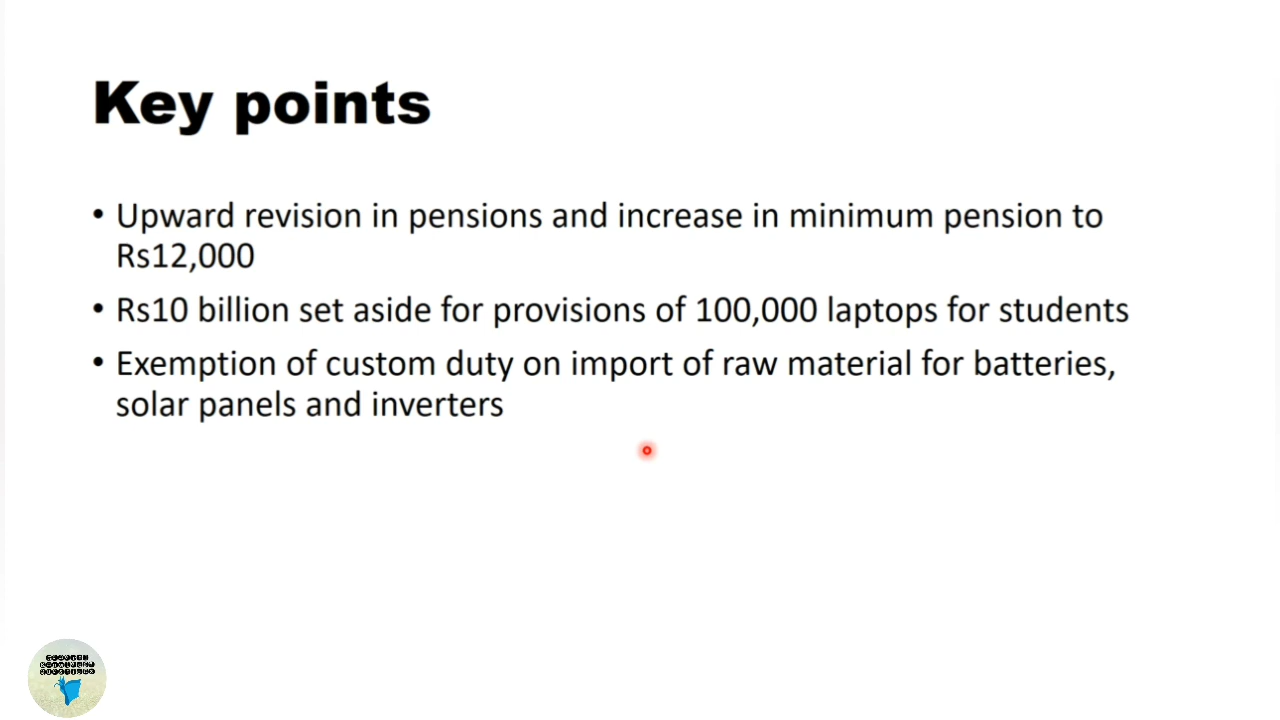 Key points
• Upward revision in pensions and increase in minimum pension to
Rs12,000
• Rs10 billion set aside for provisions of 100,000 laptops for students
• Exemption of custom duty on import of raw material for batteries,
solar panels and inverters